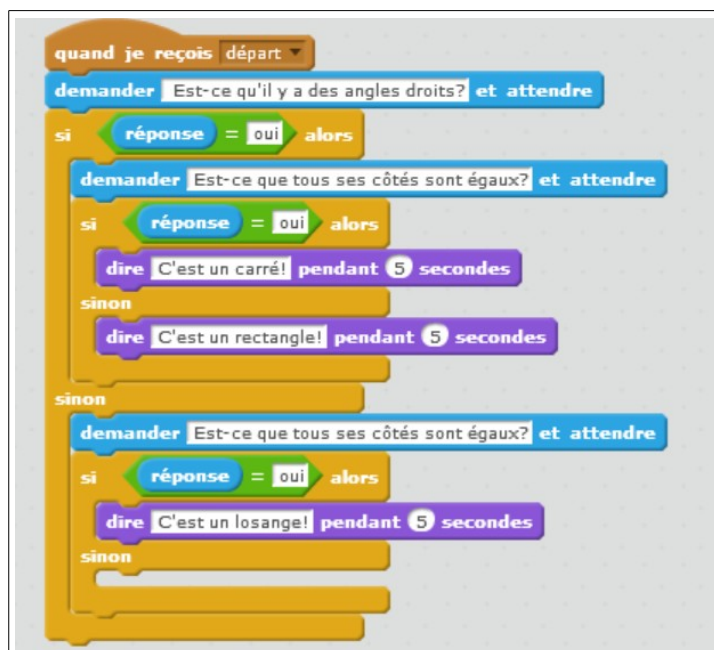 quand je reçois départ
demander Est-ce qu'il y a des angles droits? et attendre
si réponse = oui alors
demander Est-ce que tous ses côtés sont égaux? et attendre
si réponse = oui alors
dire C'est un carré! pendant 5 secondes
sinon
dire C'est un rectangle! pendant 5 secondes
sinon
demander Est-ce que tous ses côtés sont égaux? et attendre
si réponse = oui alors
dire C'est un losange! pendant 5 secondes
sinon